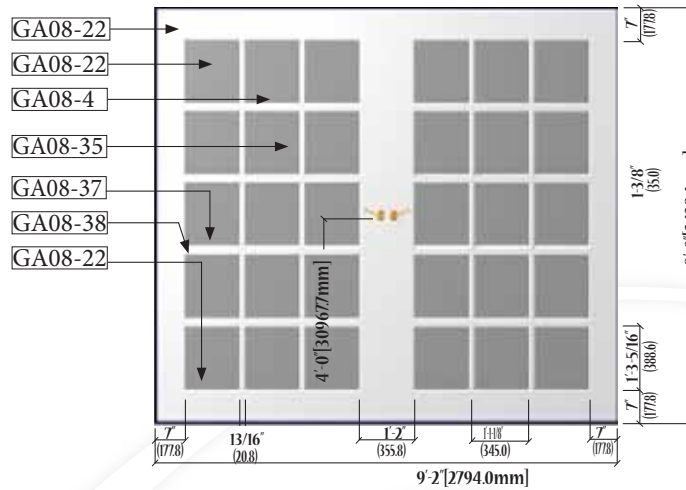 GA08-22
GA08-22
GA08-4
GA08-35
GA08-37
GA08-38
GA08-22
7"
(177.8)
1-3/8"
(35.0)
1'-3-5/16"
(388.6)
7"
(177.8)
4'-0"[30967.7mm]
7"
(177.8)
13/16"
(20.8)
1'-2"
(355.8)
1'-1-1/8"
(345.0)
7"
(177.8)
9'-2"[2794.0mm]